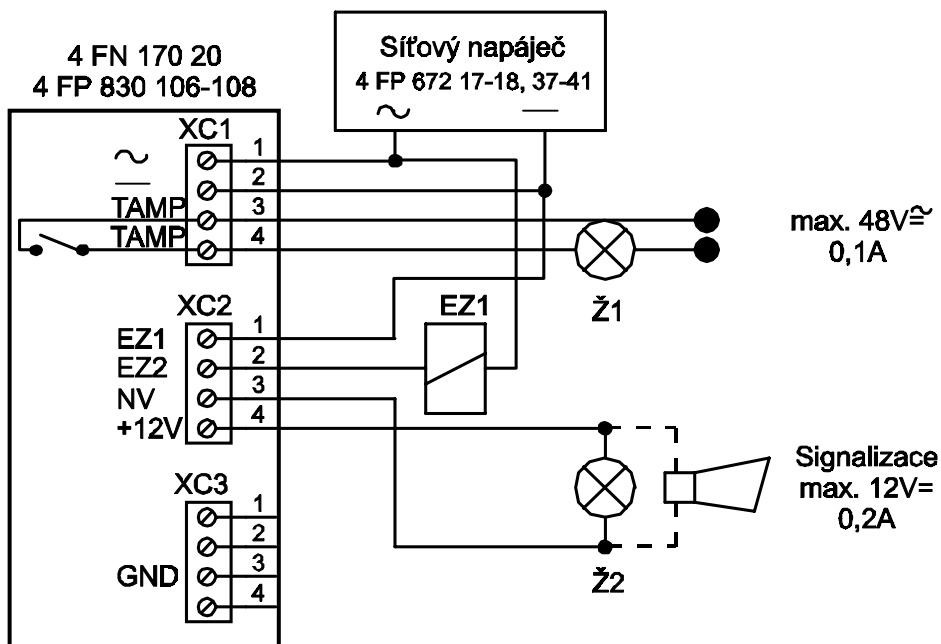 4 FN 170 20
4 FP 830 106-108
Síťový napáječ
4 FP 672 17-18, 37-41
XC1
1
2
TAMP 3
TAMP 4
max. 48V
0,1A
Ž1
XC2
EZ1 1
EZ2 2
NV 3
+12V 4
EZ1
Signalizace
max. 12V=
0,2A
Ž2
XC3
1
2
GND 3
4